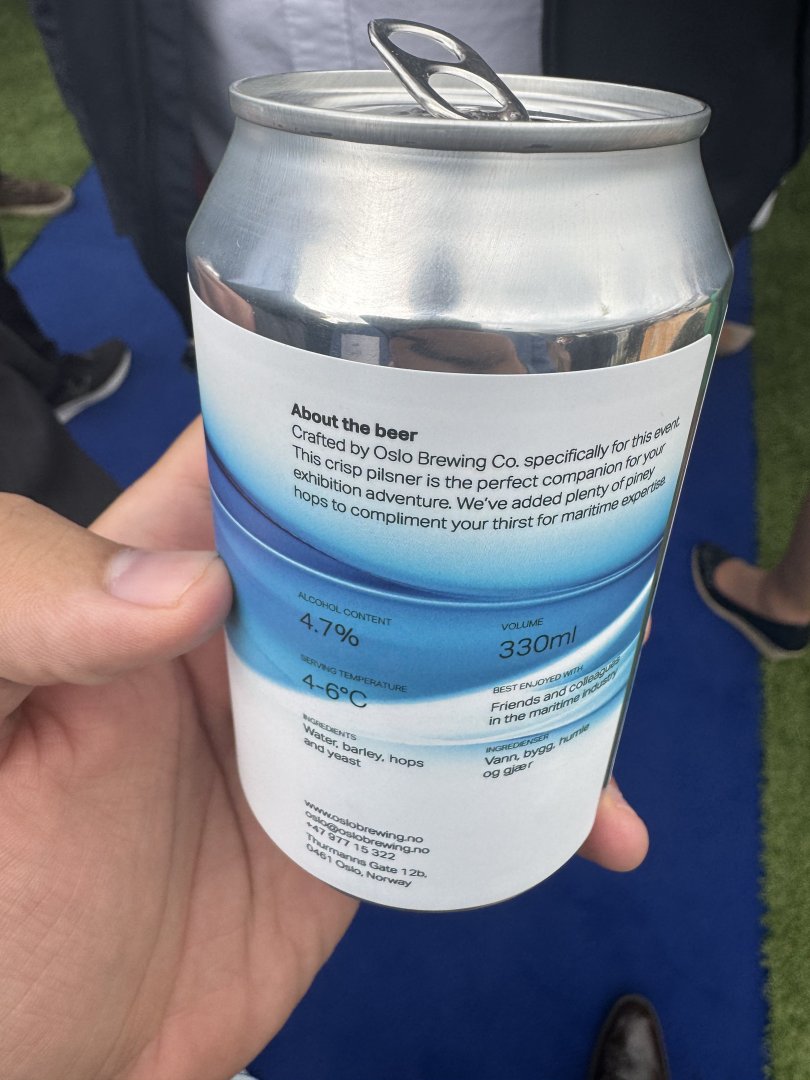 About the beer
Crafted by Oslo Brewing Co. specifically for this event.
This crisp pilsner is the perfect companion for your
exhibition adventure. We've added plenty of piney
hops to compliment your thirst for maritime expertise.
ALCOHOL CONTENT
4.7%
VOLUME
330ml
SERVING TEMPERATURE
4-6°C
BEST ENJOYED WITH
Friends and colleagues
in the maritime industry
INGREDIENTS
Water, barley, hops
and yeast
INGREDIENSER
Vann, bygg, humle
og gjær
www.oslobrewing.no
oslo@oslobrewing.no
+47 977 15 322
Thurmanns Gate 12b,
0461 Oslo, Norway